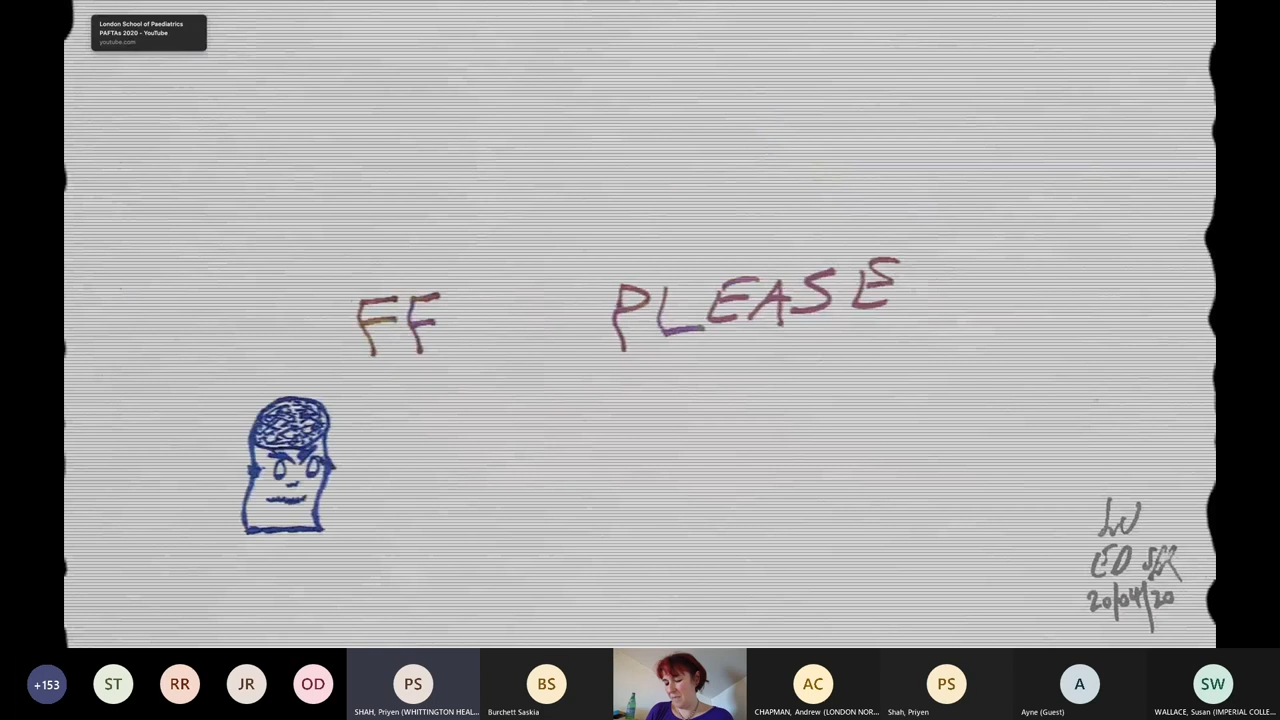 London School of Paediatrics
PAFTAs 2020 - YouTube
youtube.com
FF PLEASE
20/04/20
+153
ST
RR
JR
OD
PS
SHAH, Priyen (WHITTINGTON HEAL...
BS
Burchett Saskia
AC
CHAPMAN, Andrew (LONDON NOR...
PS
Shah, Priyen
A
Ayne (Guest)
SW
WALLACE, Susan (IMPERIAL COLLE...